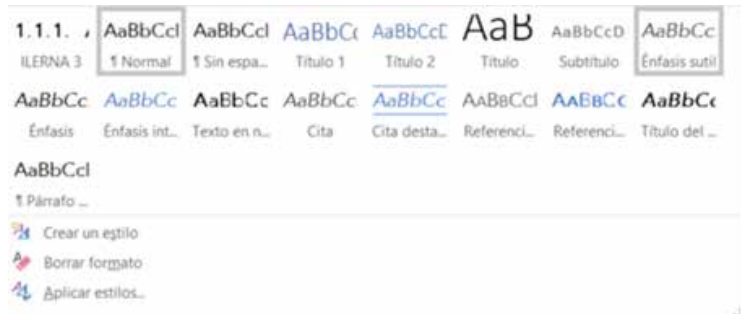 1.1.1. AaBbCcI AaBbCcI AaBbC AaBbCcD AaB AaBbCcD AaBbCc
ILERNA 3 ¶ Normal ¶ Sin espa... Título 1 Título 2 Título Subtítulo Énfasis sutil
AaBbCc AaBbCc AaBbCc AaBbCc AaBbCc AABBCCI AABBCC AaBbCc
Énfasis Énfasis int... Texto en n... Cita Cita desta... Referenci... Referenci... Título del ...
AaBbCcI
¶ Párrafo ...
Crear un estilo
Borrar formato
Aplicar estilos...